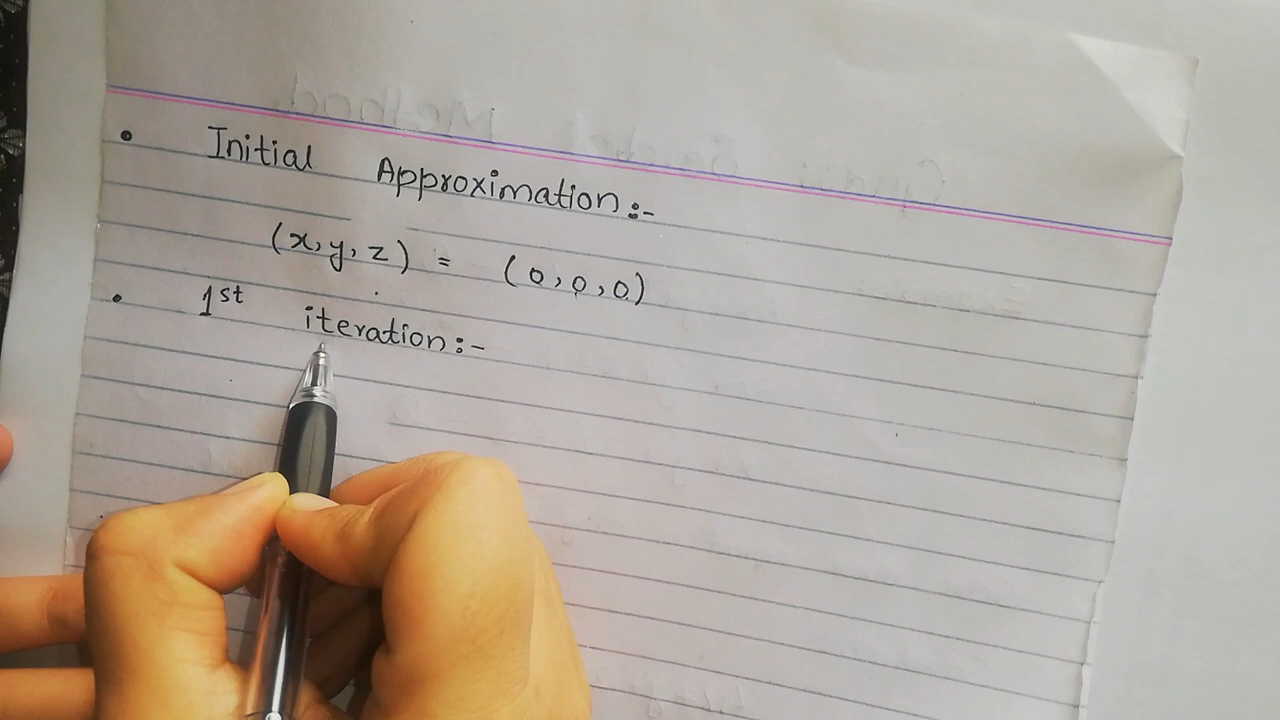 • Initial Approximation:-
(x, y, z) = (0, 0, 0)
• 1st iteration:-